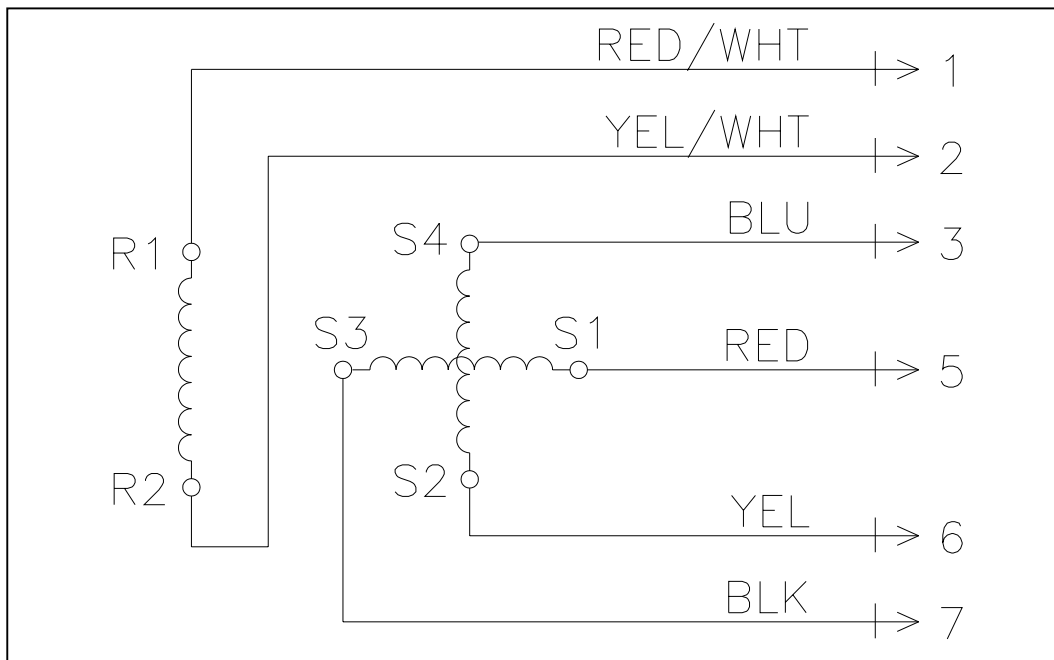 RED/WHT 1
YEL/WHT 2
BLU 3
R1 S4
S3 S1 RED 5
R2 S2
YEL 6
BLK 7